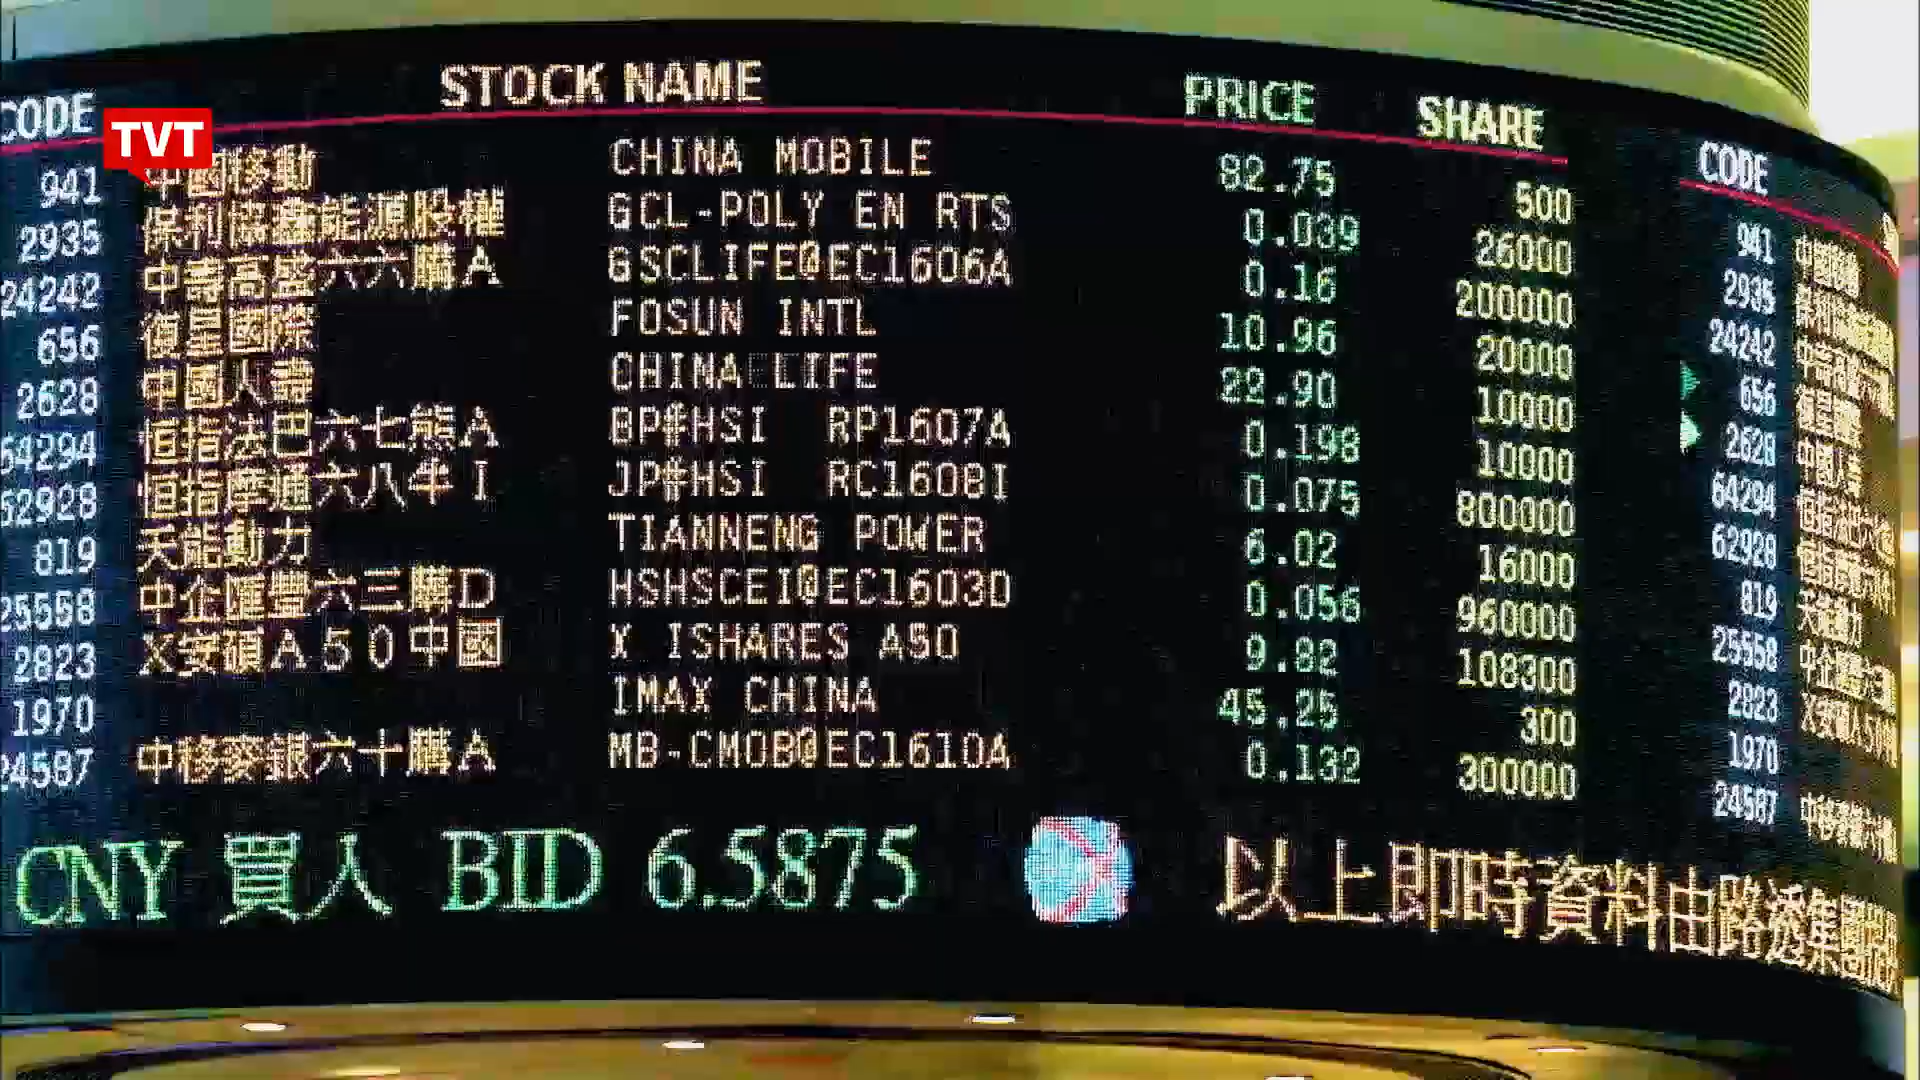 CODE STOCK NAME PRICE SHARE CODE
TVT
941 中國移動 CHINA MOBILE 82.75 500 941
2935 保利協鑫能源股權 GCL-POLY EN RTS 0.039 26000 2935
24242 中壽高盛六六購A GSCLIFE@EC1606A 0.16 200000 24242
656 復星國際 FOSUN INTL 10.96 20000 656
2628 中國人壽 CHINA LIFE 22.90 10000 2628
64294 恒指法巴六七熊A BP#HSI RP1607A 0.198 10000 64294
62928 恒指摩通六八牛I JP#HSI RC1608I 0.075 800000 62928
819 天能動力 TIANNENG POWER 6.02 16000 819
25558 中企匯豐六三購D HSHSCEI@EC1603D 0.056 960000 25558
2823 X安碩A50中國 X ISHARES A50 9.82 108300 2823
1970 IMAX CHINA 45.25 300 1970
24587 中移麥銀六十購A MB-CMOB@EC1610A 0.132 300000 24587
CNY 買入 BID 6.5875 以上即時資料由路透集團